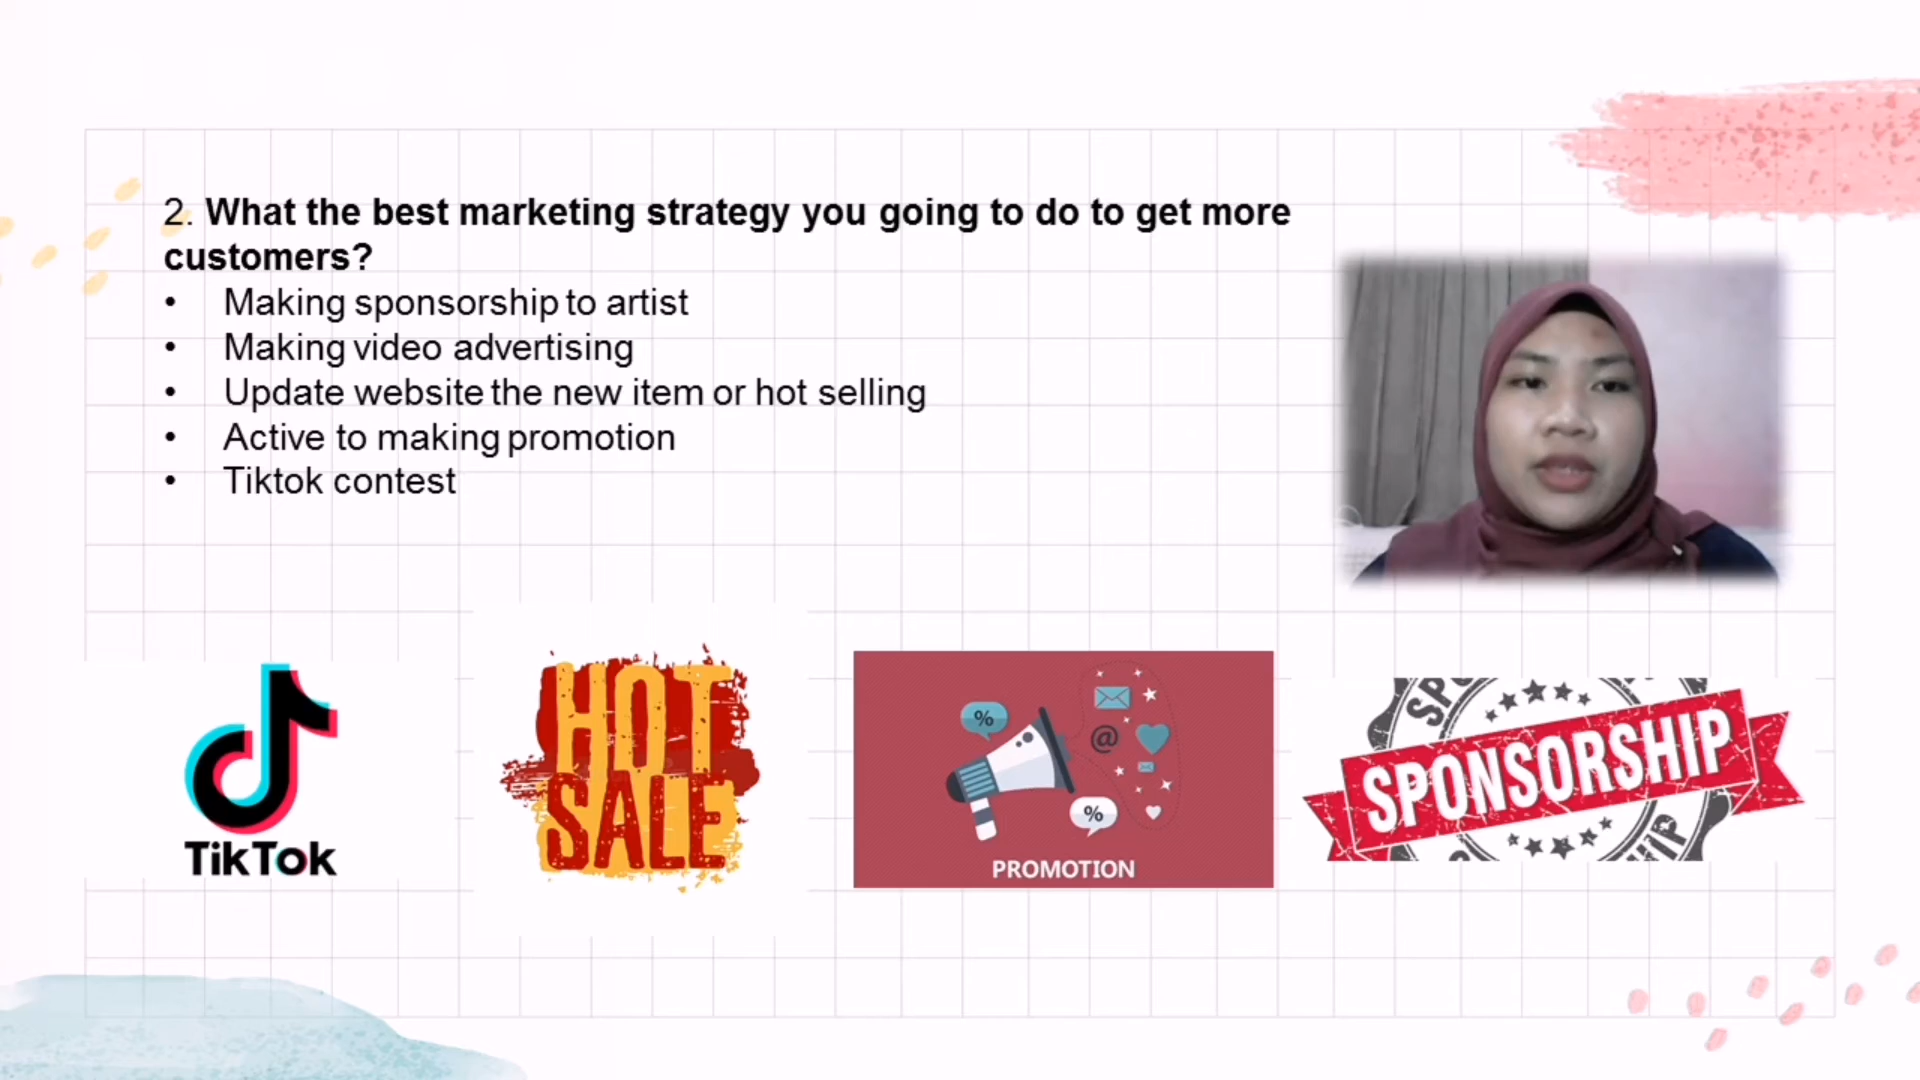 2. What the best marketing strategy you going to do to get more
customers?
• Making sponsorship to artist
• Making video advertising
• Update website the new item or hot selling
• Active to making promotion
• Tiktok contest
TikTok
HOT
SALE
%
@
%
PROMOTION
SPO
SPONSORSHIP
HIP